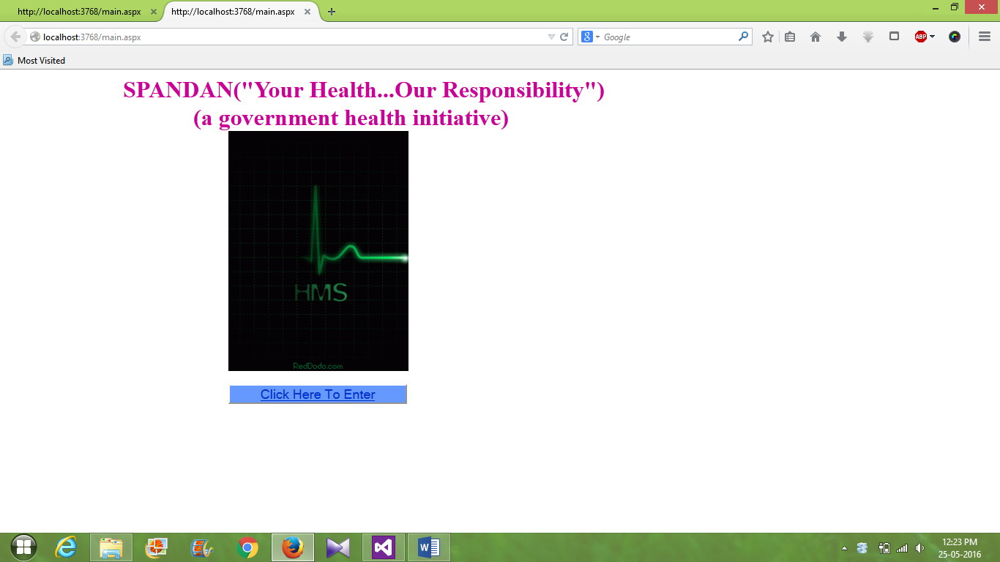 http://localhost:3768/main.aspx
http://localhost:3768/main.aspx
localhost:3768/main.aspx
Google
ABP
Most Visited
SPANDAN("Your Health...Our Responsibility")
(a government health initiative)
HMS
RedDodo.com
Click Here To Enter
12:23 PM
25-05-2016